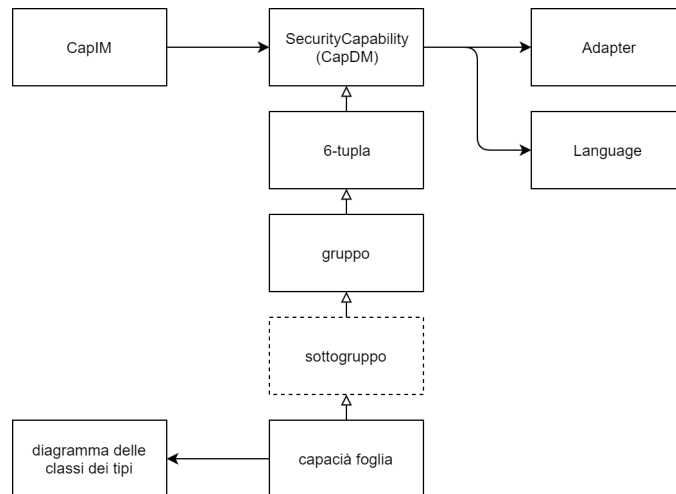 CapIM
SecurityCapability
(CapDM)
Adapter
6-tupla
Language
gruppo
sottogruppo
diagramma delle
classi dei tipi
capacià foglia